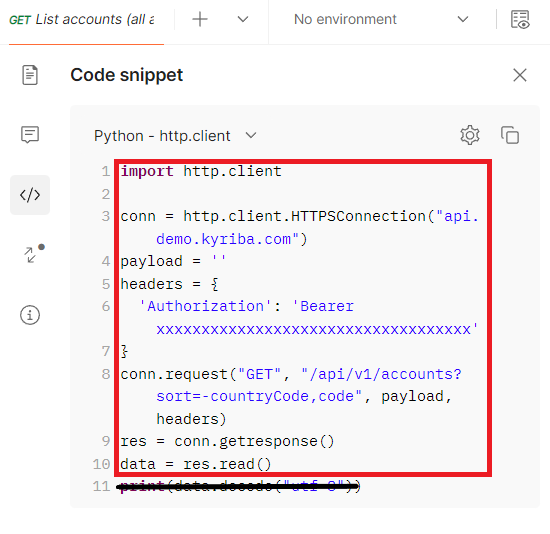 GET List accounts (all a
No environment
Code snippet
Python - http.client
1 import http.client
2
3 conn = http.client.HTTPSConnection("api.
demo.kyriba.com")
4 payload = ''
5 headers = {
6 'Authorization': 'Bearer
xxxxxxxxxxxxxxxxxxxxxxxxxxxxxxxxxxx'
7 }
8 conn.request("GET", "/api/v1/accounts?
sort=-countryCode,code", payload,
headers)
9 res = conn.getresponse()
10 data = res.read()
11 print(data.decode("utf-8"))